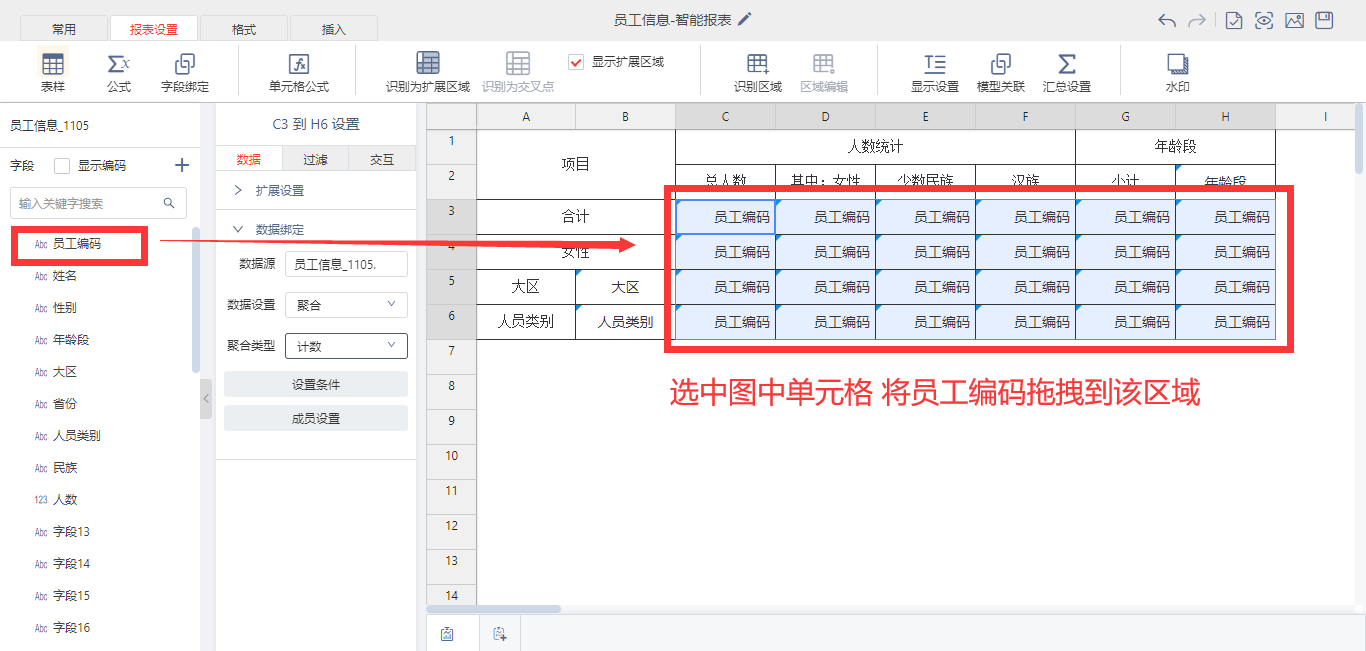 员工信息-智能报表
常用 报表设置 格式 插入
表样 公式 字段绑定 单元格公式 识别为扩展区域 识别为交叉点 显示扩展区域 识别区域 区域编辑 显示设置 模型关联 汇总设置 水印
员工信息_1105
字段 显示编码
输入关键字搜索
Abc 员工编码
Abc 姓名
Abc 性别
Abc 年龄段
Abc 大区
Abc 省份
Abc 人员类别
Abc 民族
123 人数
Abc 字段13
Abc 字段14
Abc 字段15
Abc 字段16
C3 到 H6 设置
数据 过滤 交互
扩展设置
数据绑定
数据源 员工信息_1105.
数据设置 聚合
聚合类型 计数
设置条件
成员设置
A B C D E F G H I
1 项目 人数统计 年龄段
2 总人数 其中：女性 少数民族 汉族 小计 年龄段
3 合计 员工编码 员工编码 员工编码 员工编码 员工编码 员工编码
4 女性 员工编码 员工编码 员工编码 员工编码 员工编码 员工编码
5 大区 大区 员工编码 员工编码 员工编码 员工编码 员工编码 员工编码
6 人员类别 人员类别 员工编码 员工编码 员工编码 员工编码 员工编码 员工编码
7
8
选中图中单元格 将员工编码拖拽到该区域
9
10
11
12
13
14